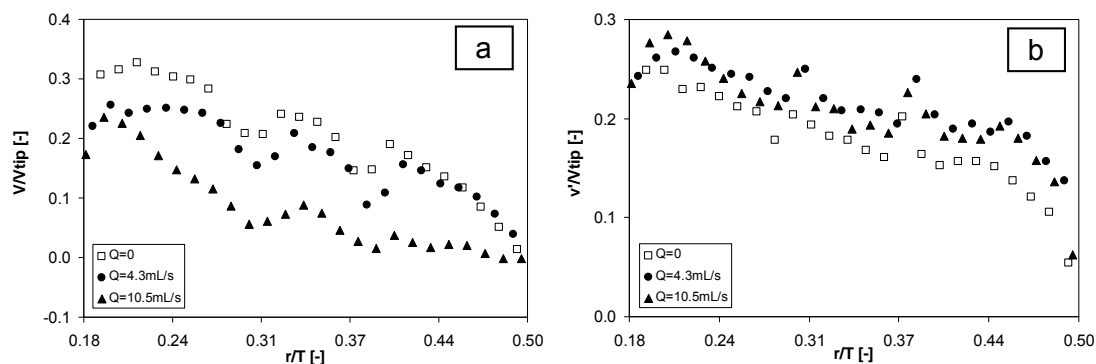 a
0.4
0.3
0.2
0.1
0.0
-0.1
V/Vtip [-]
Q=0
Q=4.3mL/s
Q=10.5mL/s
0.18 0.24 0.31 0.37 0.44 0.50
r/T [-]
b
0.3
0.2
0.1
0.0
v'/Vtip [-]
Q=0
Q=4.3mL/s
Q=10.5mL/s
0.18 0.24 0.31 0.37 0.44 0.50
r/T [-]